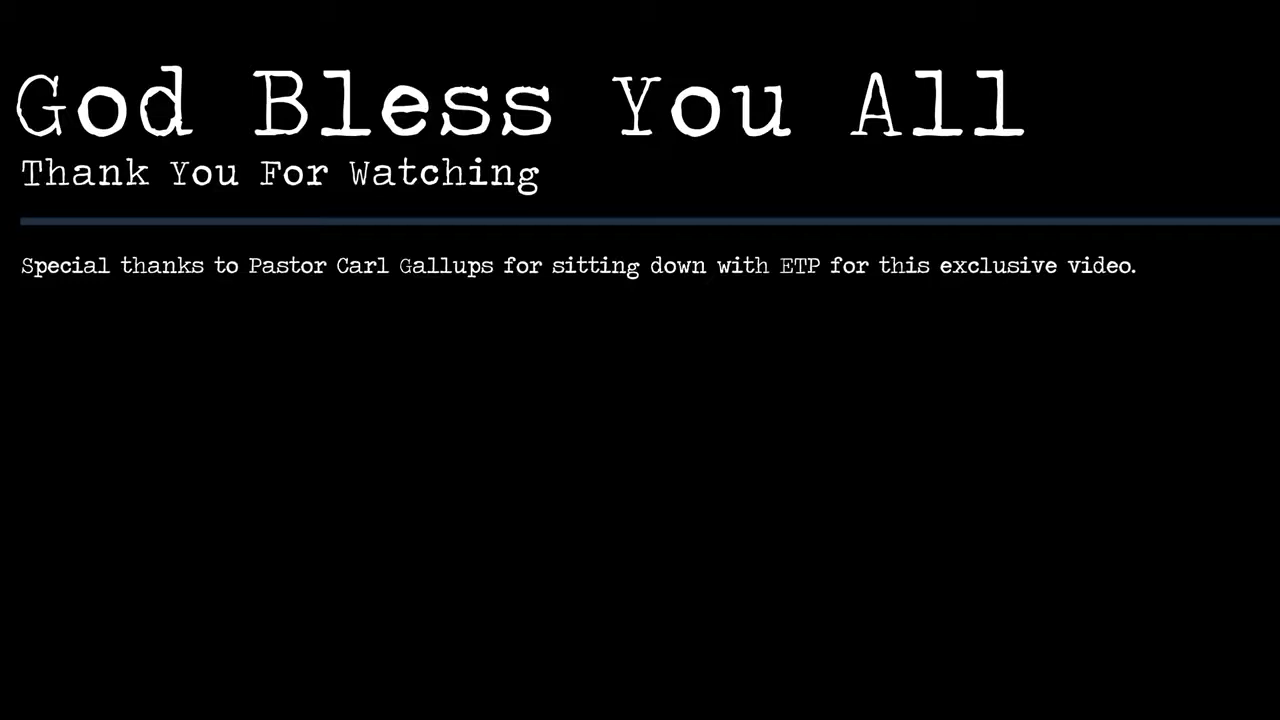 God Bless You All
Thank You For Watching
Special thanks to Pastor Carl Gallups for sitting down with ETP for this exclusive video.